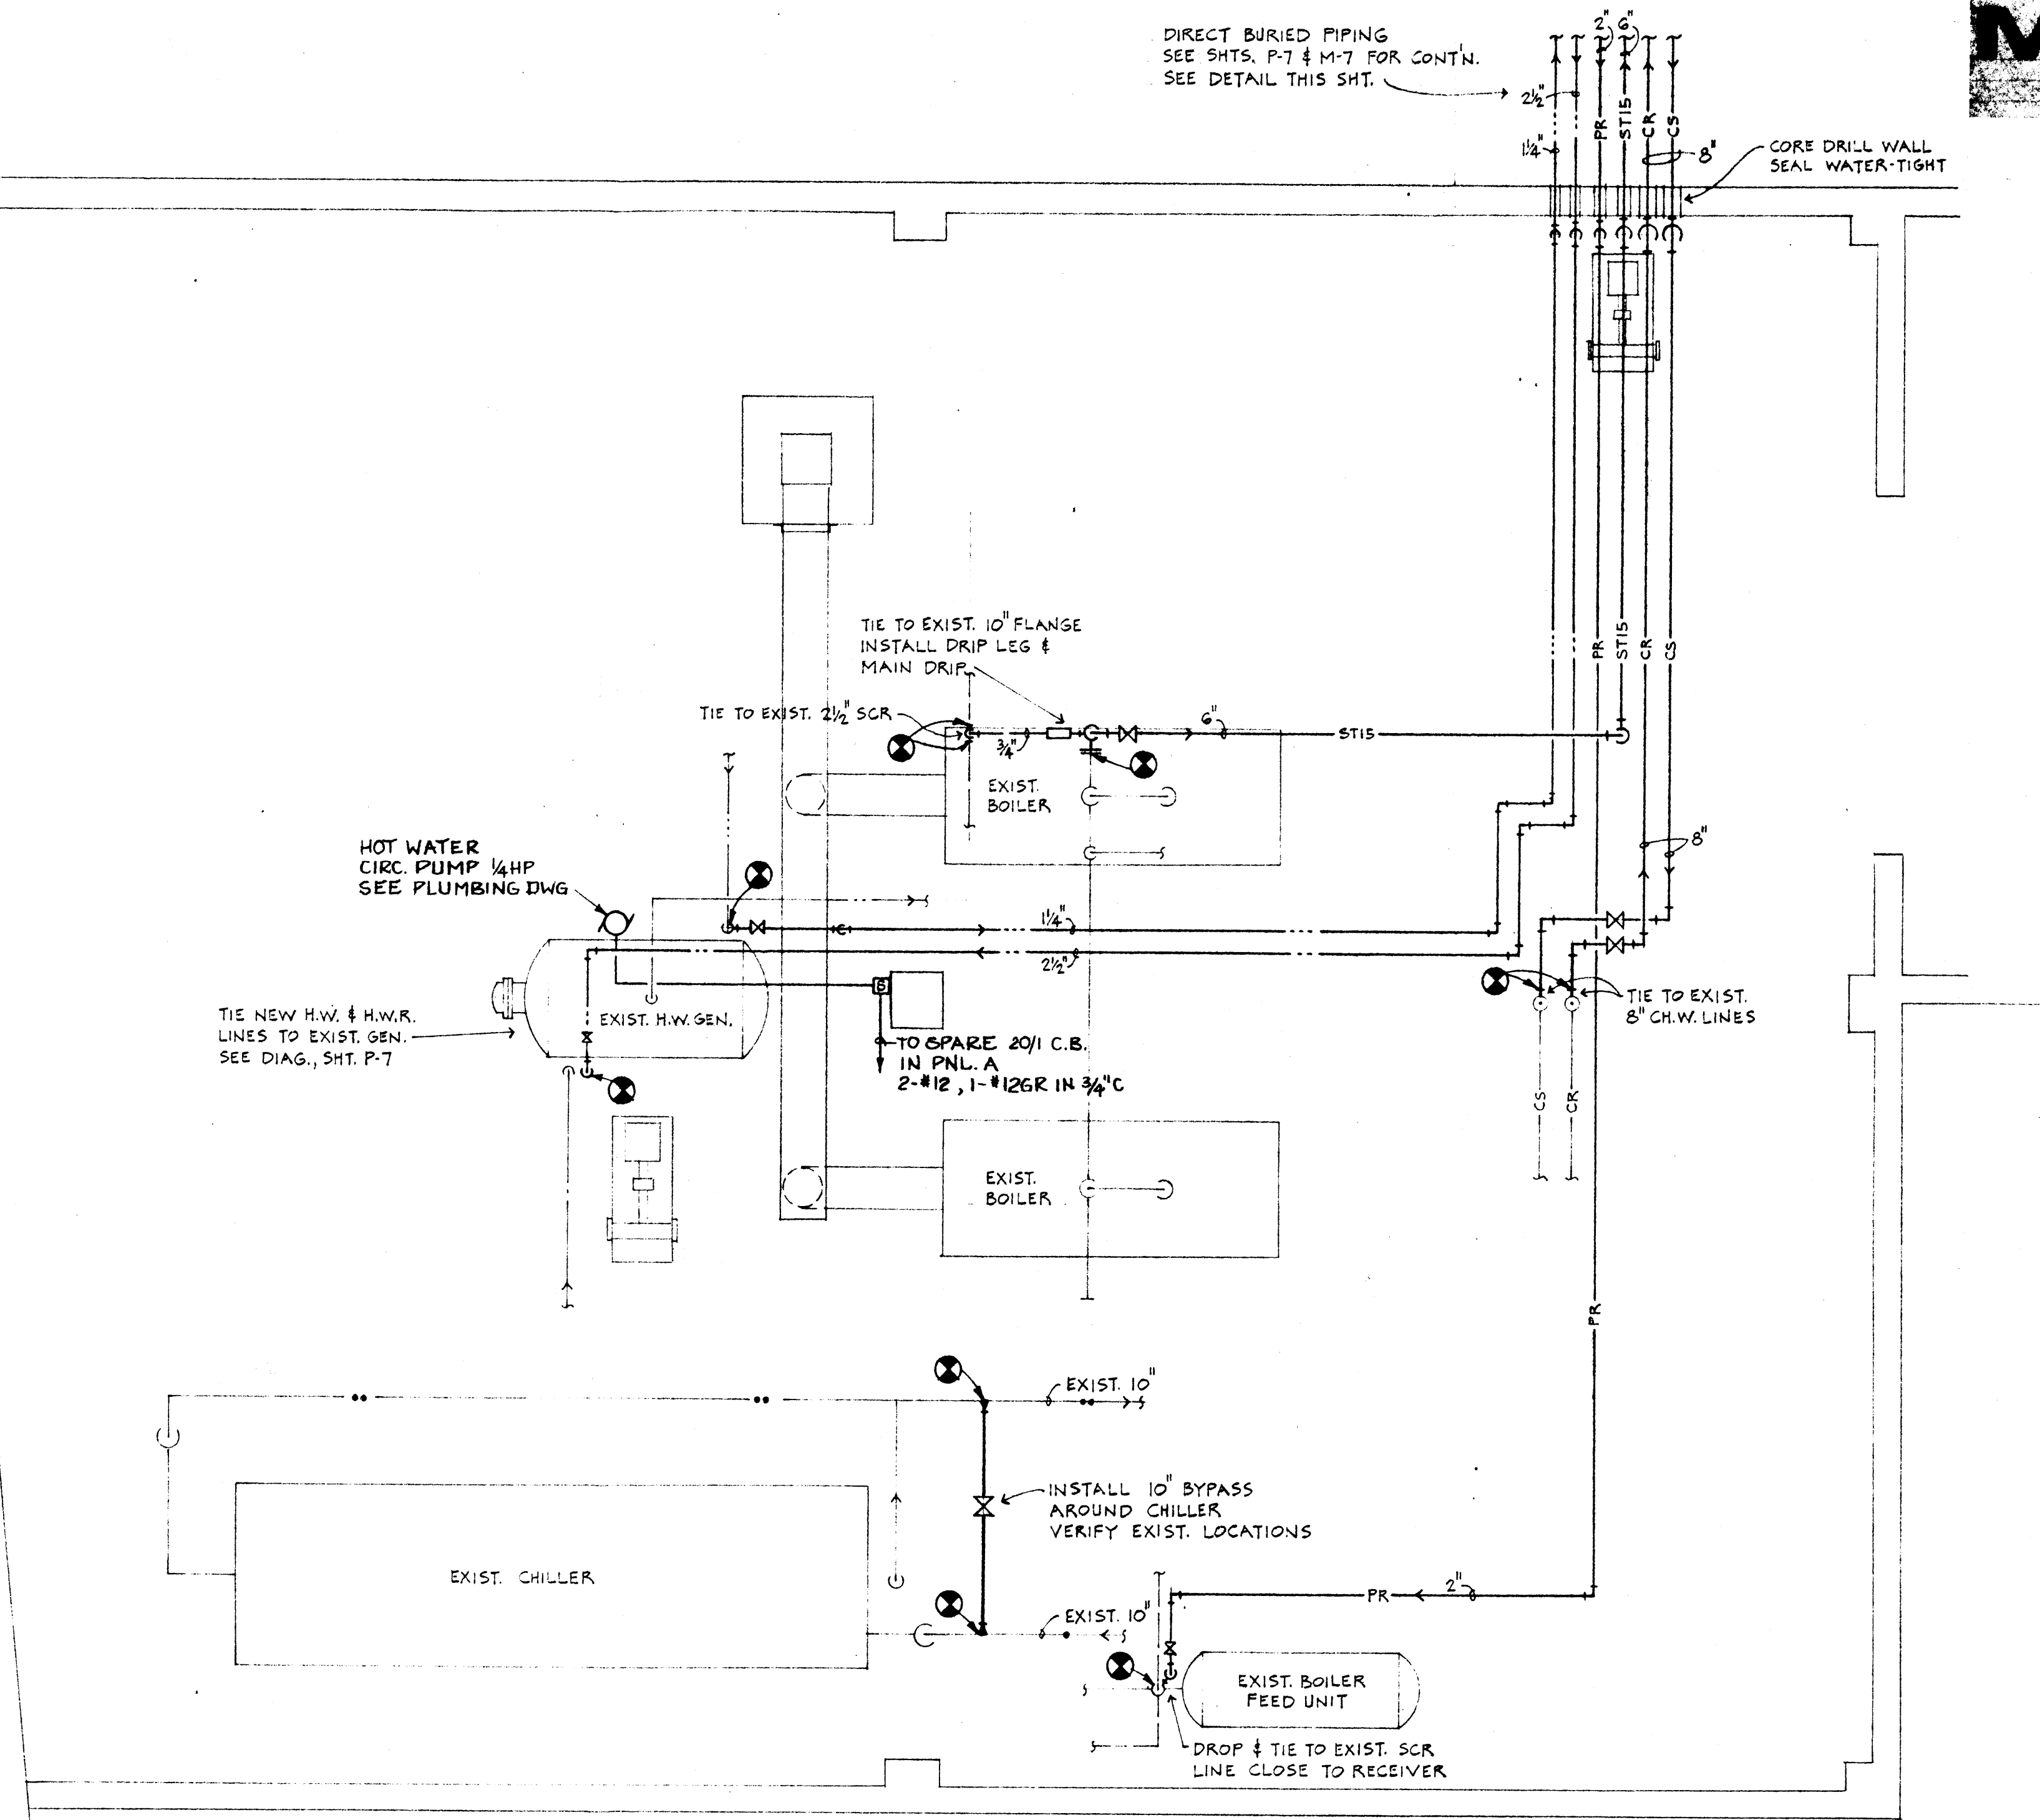 DIRECT BURIED PIPING
SEE SHTS. P-7 & M-7 FOR CONT'N.
SEE DETAIL THIS SHT.
2" 6"
2½"
1¼"
PR
ST15
CR
CS
8"
CORE DRILL WALL
SEAL WATER-TIGHT
M
TIE TO EXIST. 10" FLANGE
INSTALL DRIP LEG &
MAIN DRIP
PR
ST15
CR
CS
TIE TO EXIST. 2½" SCR
3/4"
6"
ST15
EXIST.
BOILER
HOT WATER
CIRC. PUMP 1/4HP
SEE PLUMBING DWG
8"
1¼"
2½"
TIE NEW H.W. & H.W.R.
LINES TO EXIST. GEN.
SEE DIAG., SHT. P-7
EXIST. H.W. GEN.
S
TO SPARE 20/1 C.B.
IN PNL. A
2-#12, 1-#12GR IN 3/4"C
TIE TO EXIST.
8" CH.W. LINES
CS
CR
EXIST.
BOILER
PR
EXIST. 10"
INSTALL 10" BYPASS
AROUND CHILLER
VERIFY EXIST. LOCATIONS
EXIST. CHILLER
PR
2"
EXIST. 10"
EXIST. BOILER
FEED UNIT
DROP & TIE TO EXIST. SCR
LINE CLOSE TO RECEIVER